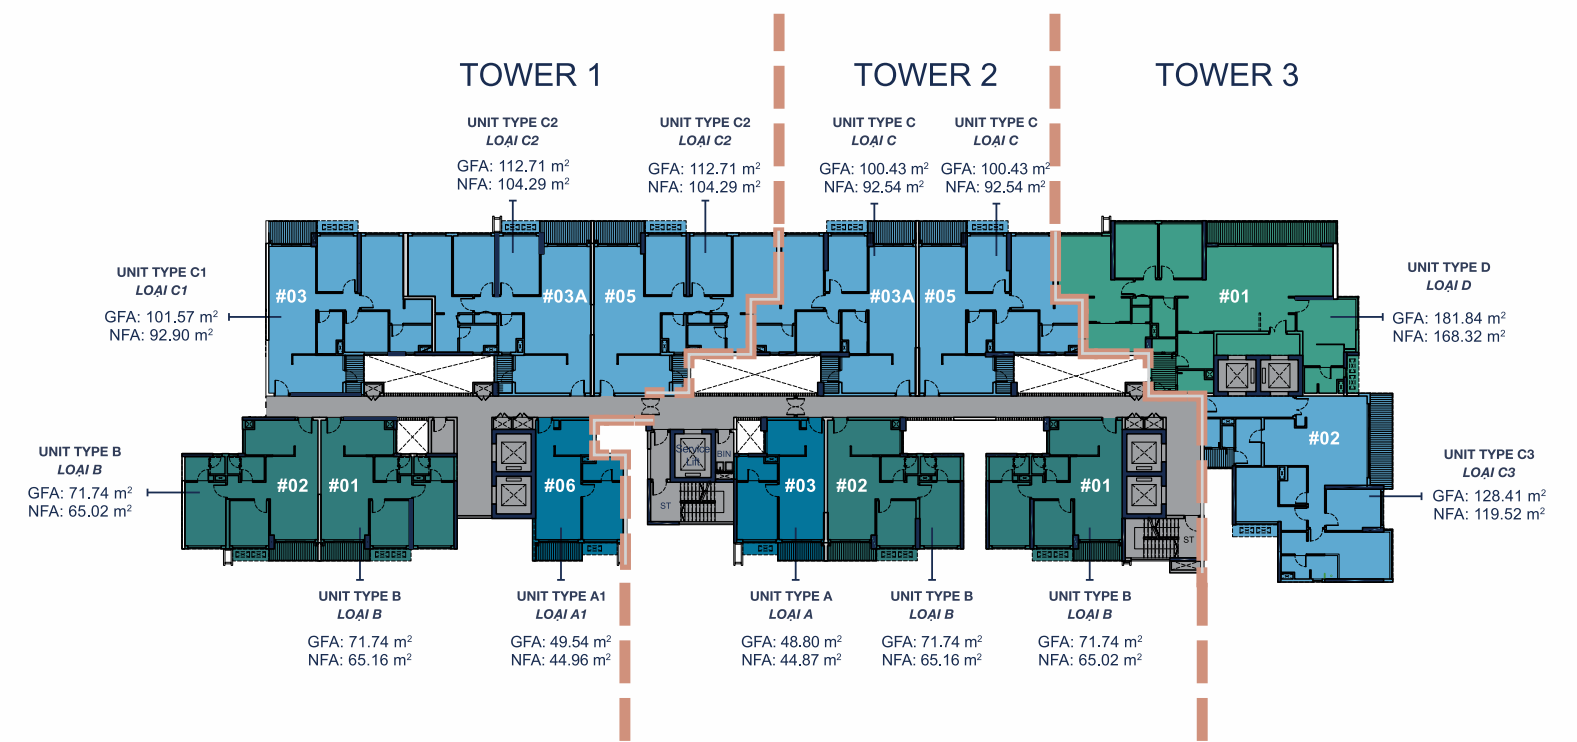 TOWER 1
TOWER 2
TOWER 3
UNIT TYPE C2
LOẠI C2
GFA: 112.71 m²
NFA: 104.29 m²
UNIT TYPE C2
LOẠI C2
GFA: 112.71 m²
NFA: 104.29 m²
UNIT TYPE C
LOẠI C
GFA: 100.43 m²
NFA: 92.54 m²
UNIT TYPE C
LOẠI C
GFA: 100.43 m²
NFA: 92.54 m²
UNIT TYPE C1
LOẠI C1
GFA: 101.57 m²
NFA: 92.90 m²
#03
#03A
#05
#03A
#05
#01
UNIT TYPE D
LOẠI D
GFA: 181.84 m²
NFA: 168.32 m²
UNIT TYPE B
LOẠI B
GFA: 71.74 m²
NFA: 65.02 m²
#02
#01
#06
Service
Lift
BIN
ST
#03
#02
#01
ST
#02
UNIT TYPE C3
LOẠI C3
GFA: 128.41 m²
NFA: 119.52 m²
UNIT TYPE B
LOẠI B
GFA: 71.74 m²
NFA: 65.16 m²
UNIT TYPE A1
LOẠI A1
GFA: 49.54 m²
NFA: 44.96 m²
UNIT TYPE A
LOẠI A
GFA: 48.80 m²
NFA: 44.87 m²
UNIT TYPE B
LOẠI B
GFA: 71.74 m²
NFA: 65.16 m²
UNIT TYPE B
LOẠI B
GFA: 71.74 m²
NFA: 65.02 m²